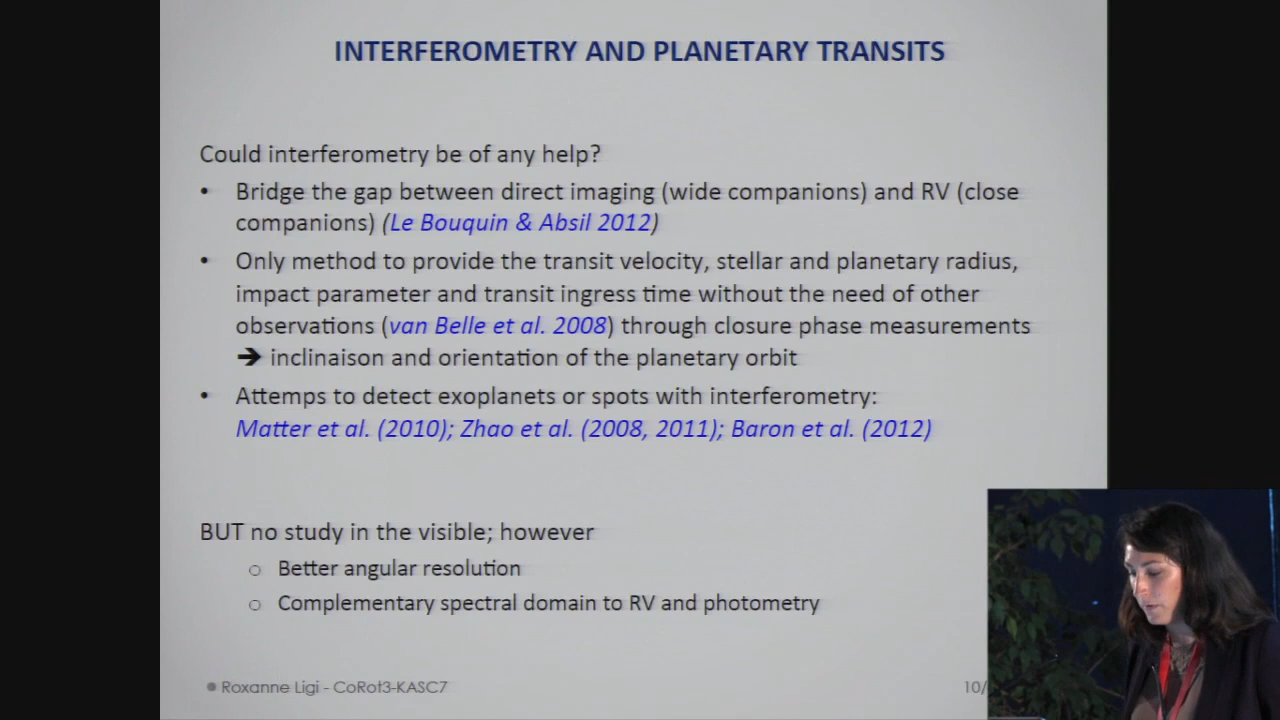 INTERFEROMETRY AND PLANETARY TRANSITS
Could interferometry be of any help?
• Bridge the gap between direct imaging (wide companions) and RV (close
companions) (Le Bouquin & Absil 2012)
• Only method to provide the transit velocity, stellar and planetary radius,
impact parameter and transit ingress time without the need of other
observations (van Belle et al. 2008) through closure phase measurements
➔ inclinaison and orientation of the planetary orbit
• Attemps to detect exoplanets or spots with interferometry:
Matter et al. (2010); Zhao et al. (2008, 2011); Baron et al. (2012)
BUT no study in the visible; however
○ Better angular resolution
○ Complementary spectral domain to RV and photometry
● Roxanne Ligi - CoRot3-KASC7
10/